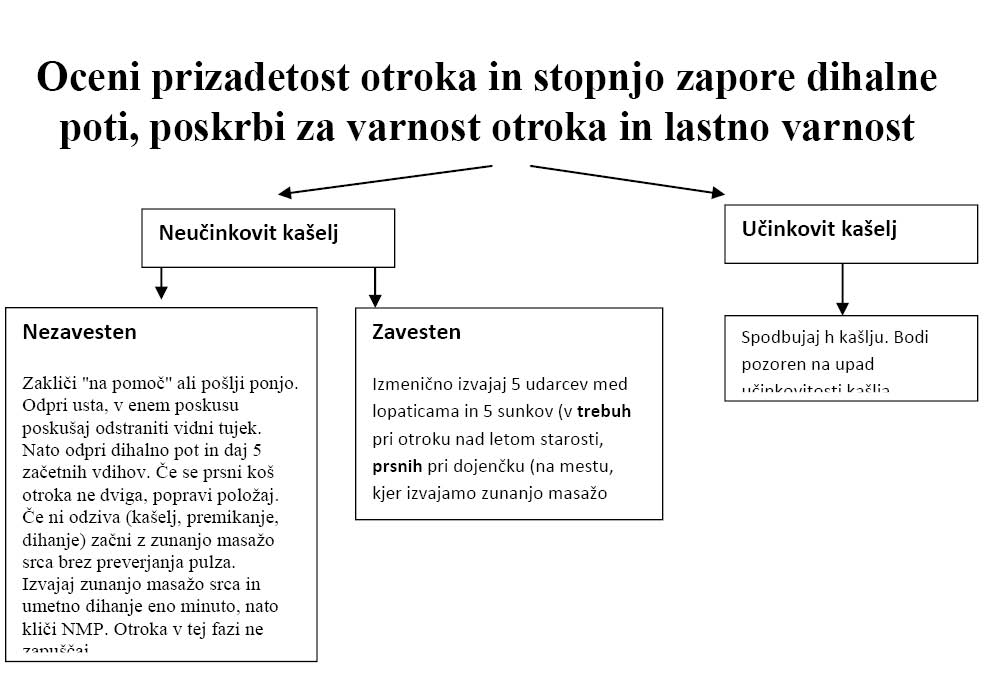 Oceni prizadetost otroka in stopnjo zapore dihalne
poti, poskrbi za varnost otroka in lastno varnost
Neučinkovit kašelj
Učinkovit kašelj
Nezavesten
Zakliči "na pomoč" ali pošlji ponjo.
Odpri usta, v enem poskusu
poskušaj odstraniti vidni tujek.
Nato odpri dihalno pot in daj 5
začetnih vdihov. Če se prsni koš
otroka ne dviga, popravi položaj.
Če ni odziva (kašelj, premikanje,
dihanje) začni z zunanjo masažo
srca brez preverjanja pulza.
Izvajaj zunanjo masažo srca in
umetno dihanje eno minuto, nato
kliči NMP. Otroka v tej fazi ne
zapuščaj
Zavesten
Izmenično izvajaj 5 udarcev med
lopaticama in 5 sunkov (v trebuh
pri otroku nad letom starosti,
prsnih pri dojenčku (na mestu,
kjer izvajamo zunanjo masažo
Spodbujaj h kašlju. Bodi
pozoren na upad
učinkovitosti kašlja